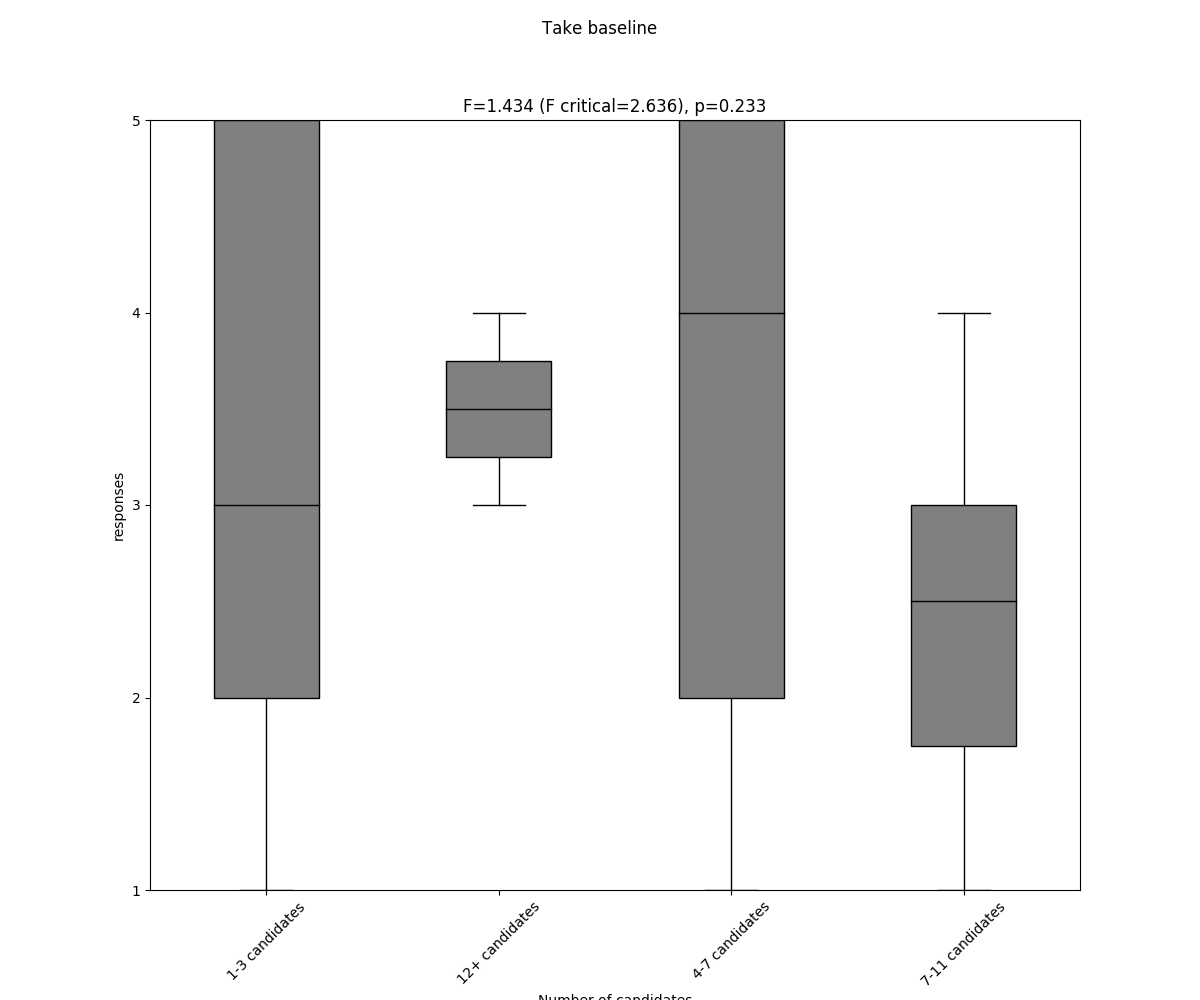 Take baseline
F=1.434 (F critical=2.636), p=0.233
5
4
3
2
1
responses
1-3 candidates
12+ candidates
4-7 candidates
7-11 candidates
Number of candidates